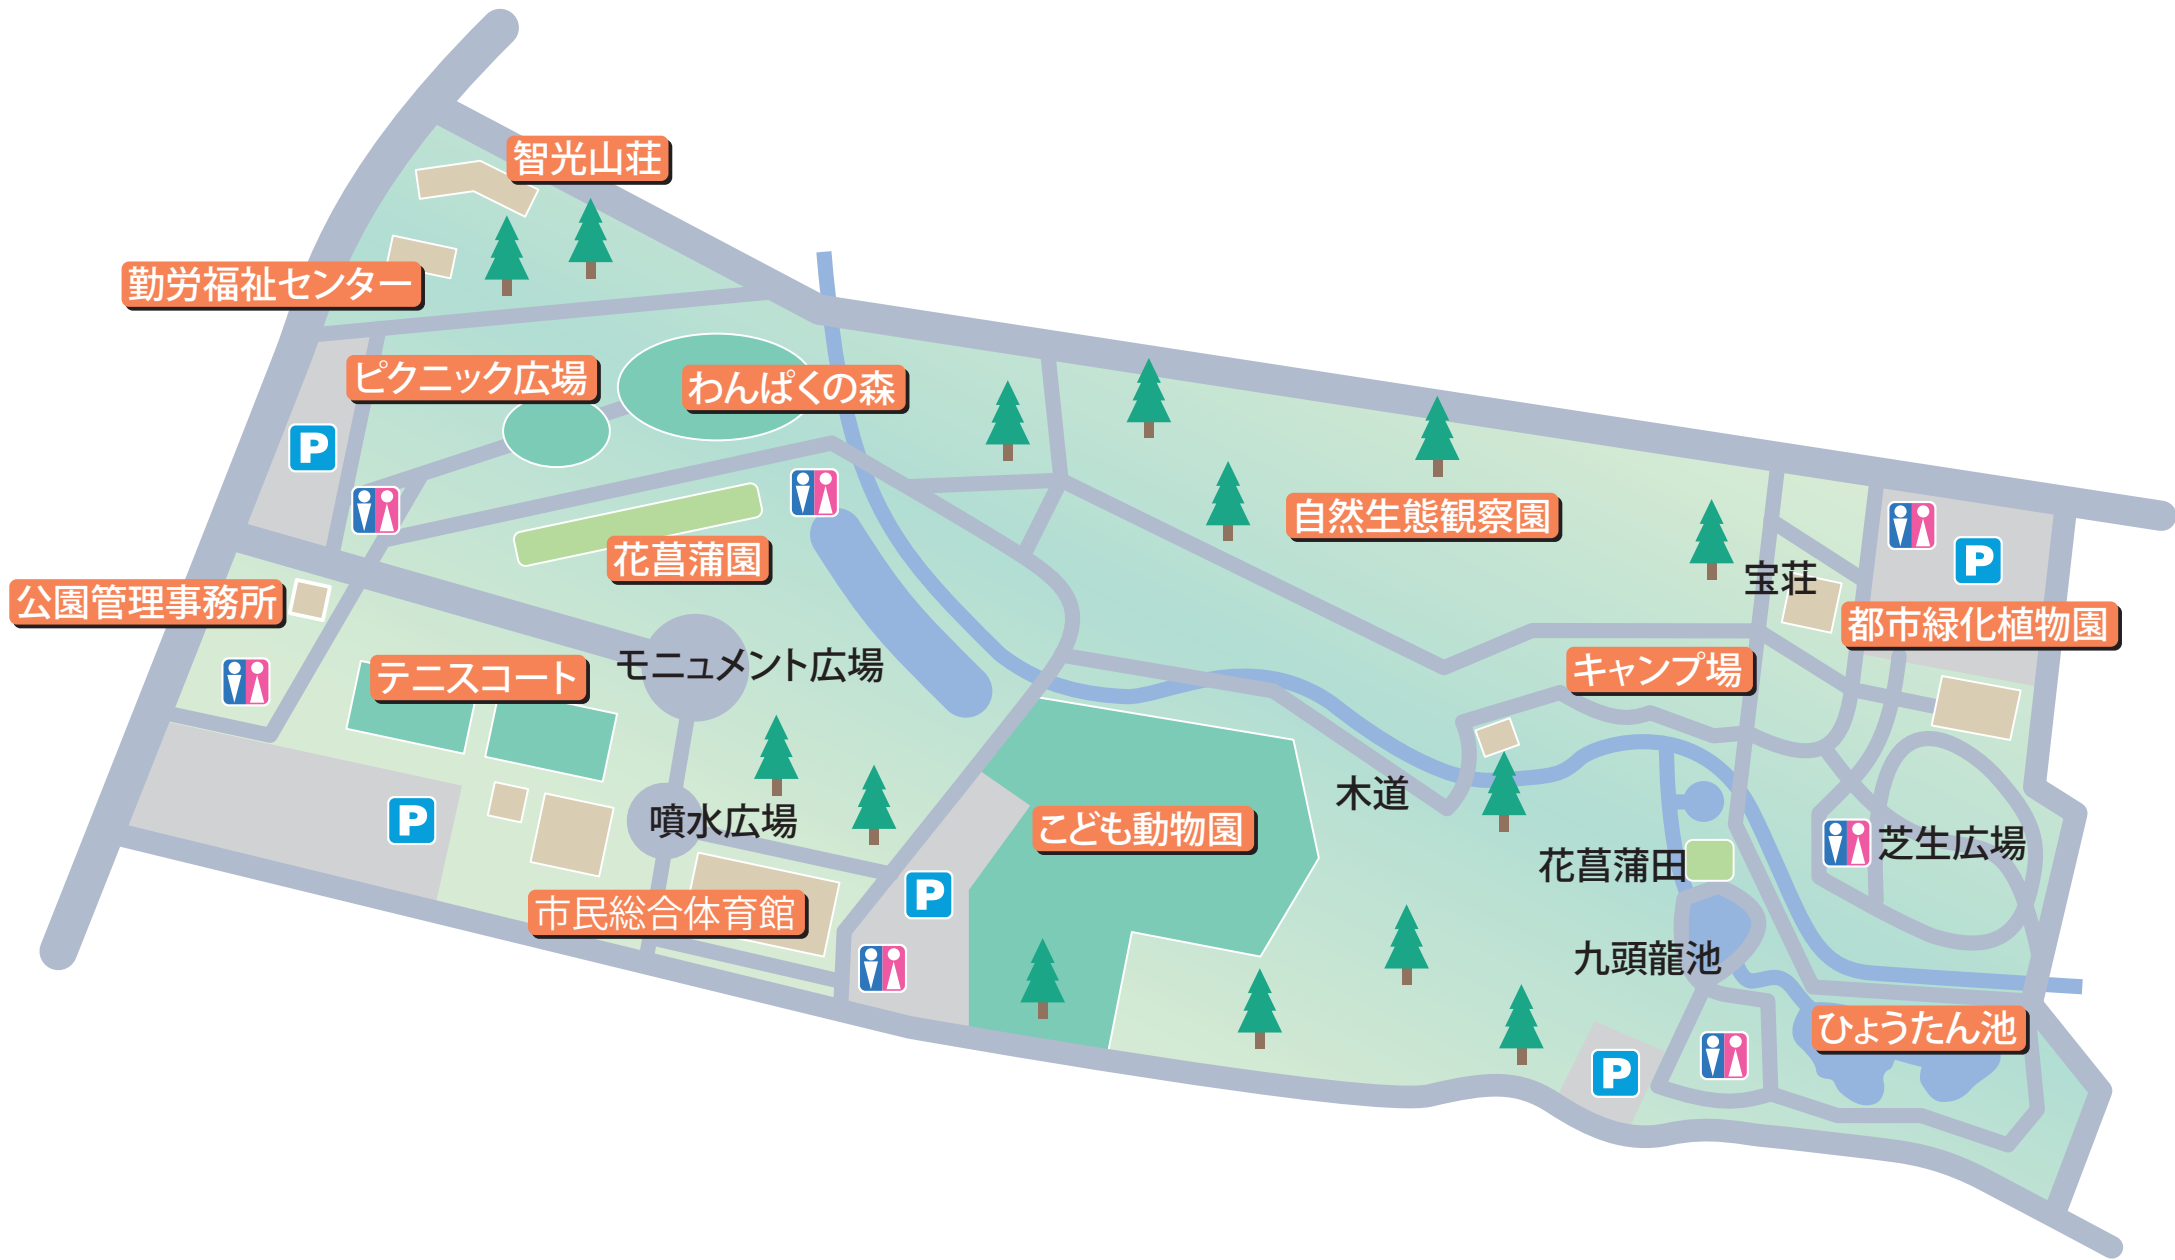 智光山荘
勤労福祉センター
ピクニック広場
わんぱくの森
P
自然生態観察園
花菖蒲園
P
宝荘
公園管理事務所
都市緑化植物園
テニスコート
モニュメント広場
キャンプ場
木道
P
噴水広場
こども動物園
芝生広場
花菖蒲田
P
市民総合体育館
九頭龍池
ひょうたん池
P